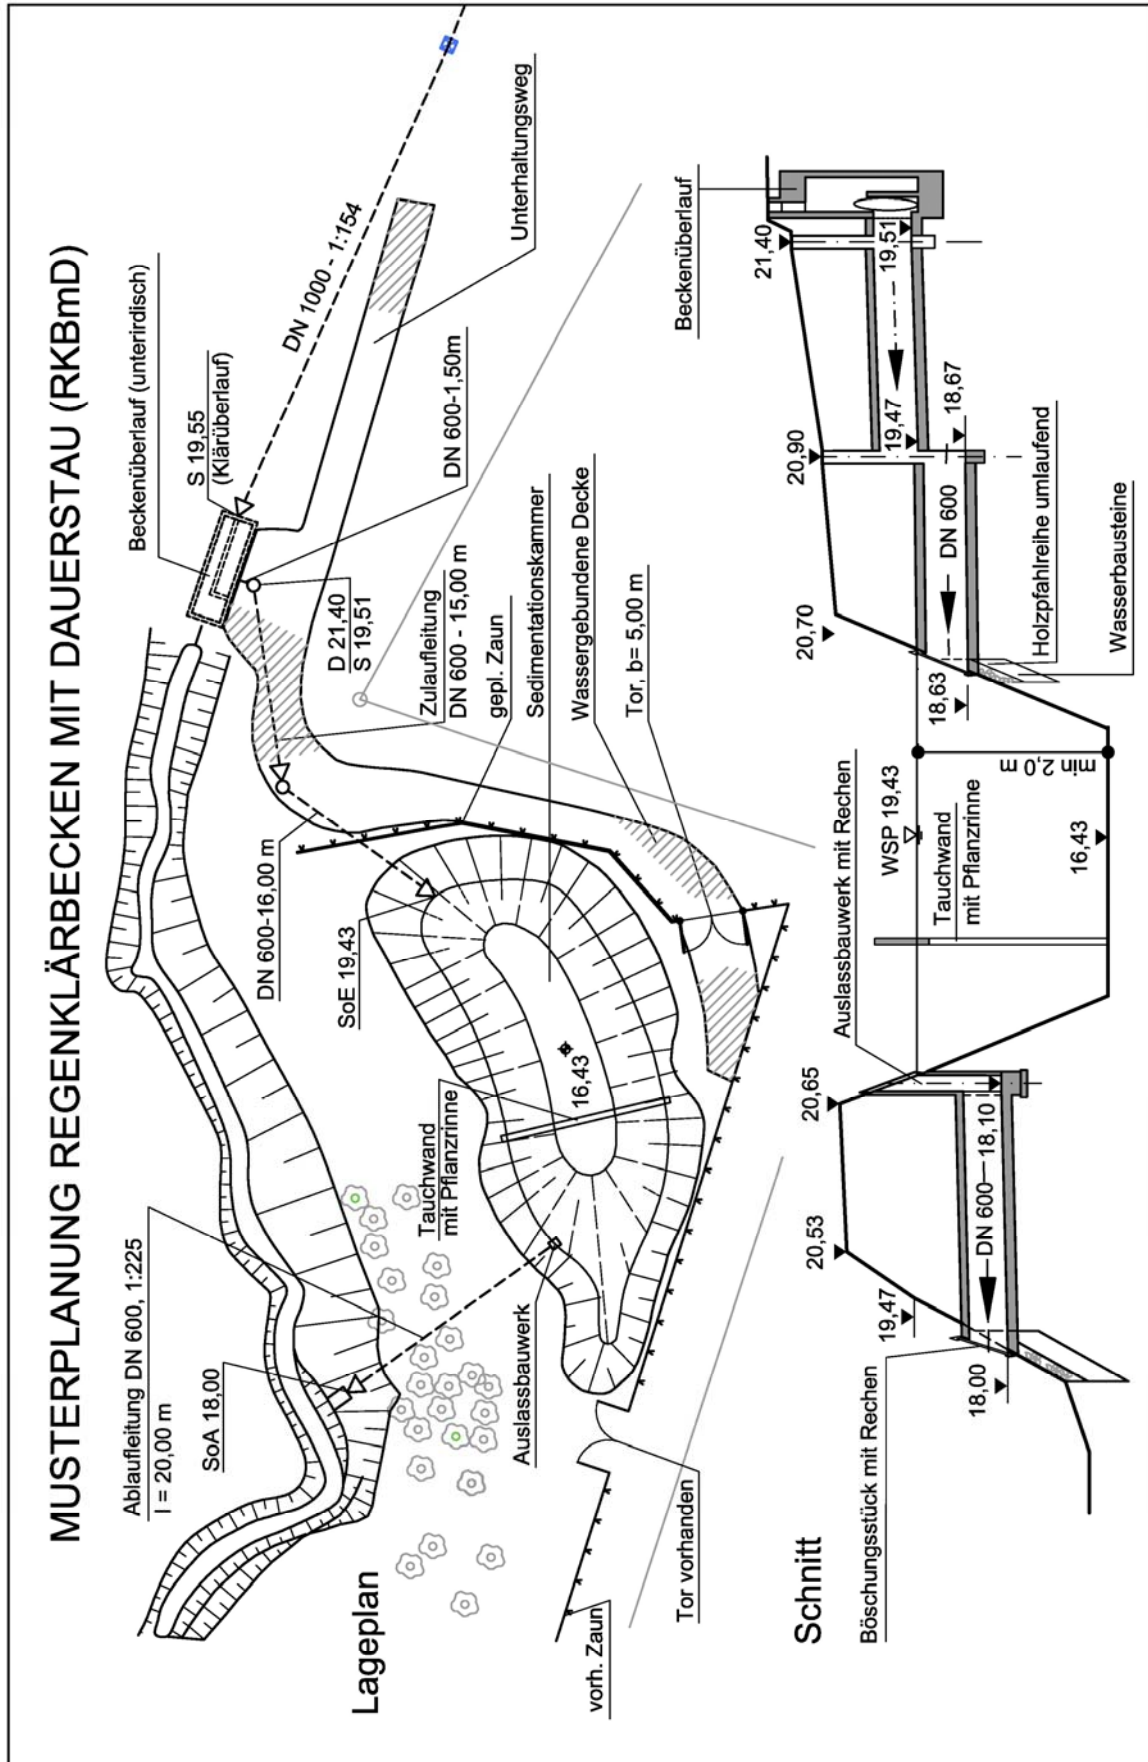 MUSTERPLANUNG REGENKLÄRBECKEN MIT DAUERSTAU (RKBmD)
Lageplan
Ablaufleitung DN 600, 1:225
l = 20,00 m
SoA 18,00
Beckenüberlauf (unterirdisch)
S 19,55
(Klärüberlauf)
DN 1000 - 1:154
Unterhaltungsweg
DN 600-1,50m
D 21,40
S 19,51
Zulaufleitung
DN 600 - 15,00 m
gepl. Zaun
Sedimentationskammer
Wassergebundene Decke
Tor, b= 5,00 m
DN 600-16,00 m
SoE 19,43
Tauchwand
mit Pflanzrinne
16,43
Auslassbauwerk
Tor vorhanden
vorh. Zaun
Schnitt
Böschungsstück mit Rechen
18,00
19,47
20,53
DN 600
18,10
20,65
Auslassbauwerk mit Rechen
Tauchwand
mit Pflanzrinne
WSP 19,43
16,43
min 2,0 m
18,63
20,70
DN 600
18,67
Holzpfahlreihe umlaufend
Wasserbausteine
20,90
19,47
19,51
21,40
Beckenüberlauf